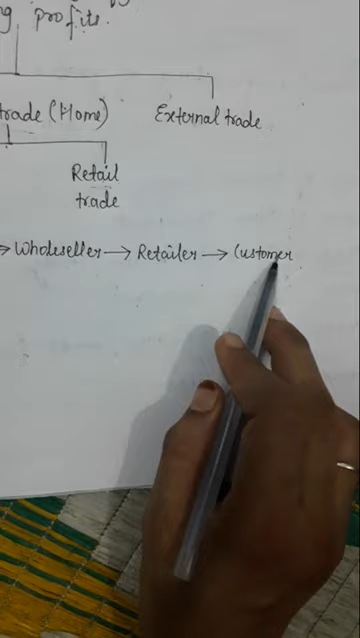 profits.
trade (Home)
External trade
Retail
trade
→ Wholeseller → Retailer → Customer